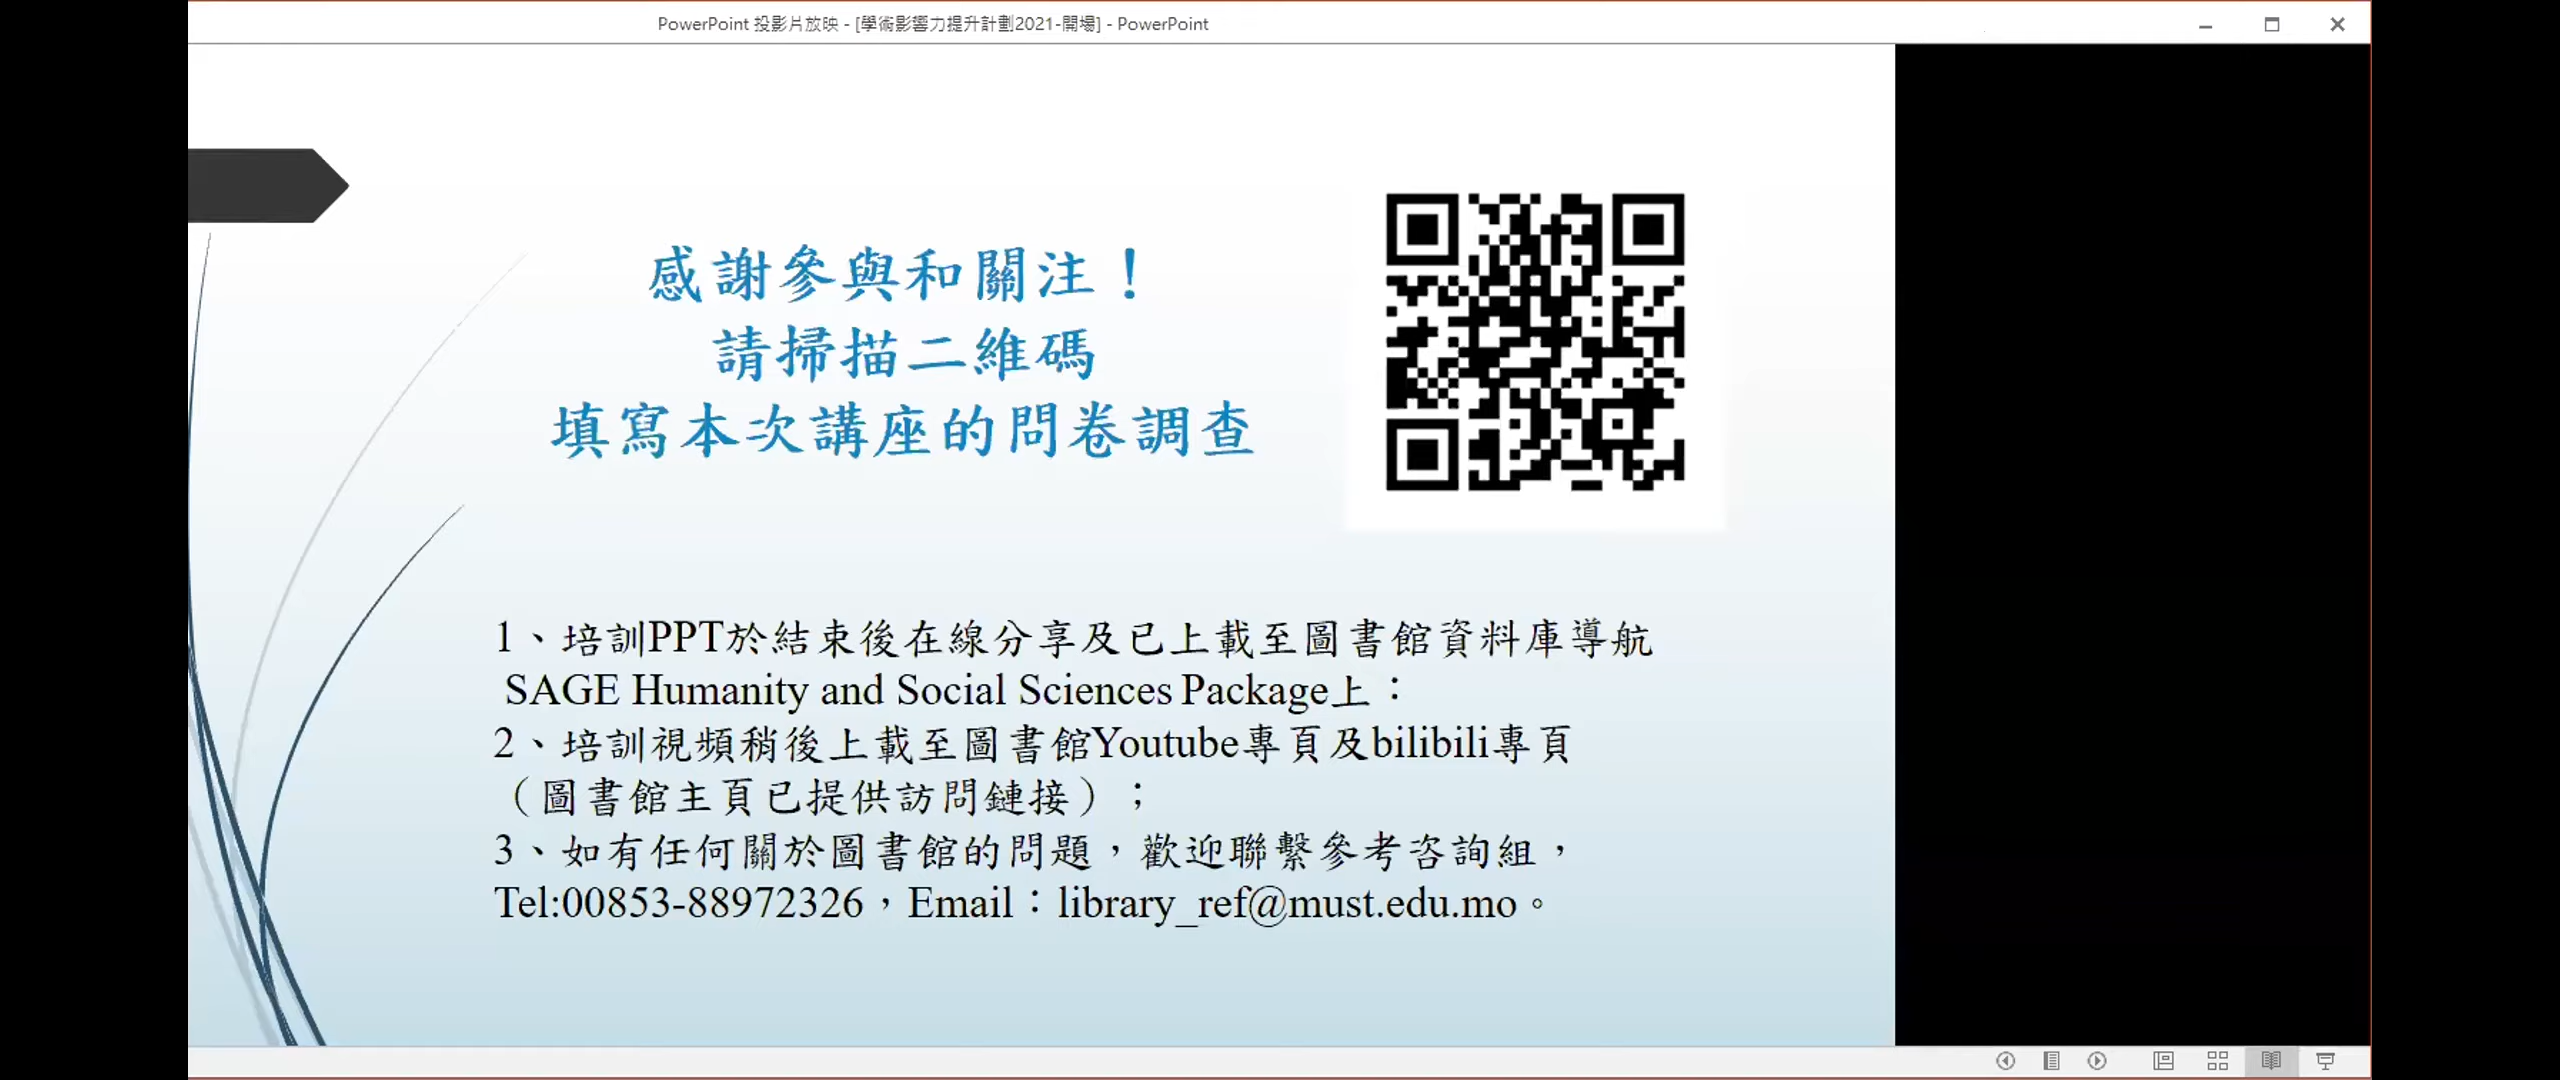 PowerPoint 投影片放映 - [學術影響力提升計劃2021-開場] - PowerPoint
感謝參與和關注！
請掃描二維碼
填寫本次講座的問卷調查
1、培訓PPT於結束後在線分享及已上載至圖書館資料庫導航
SAGE Humanity and Social Sciences Package上：
2、培訓視頻稍後上載至圖書館Youtube專頁及bilibili專頁
（圖書館主頁已提供訪問鏈接）；
3、如有任何關於圖書館的問題，歡迎聯繫參考咨詢組，
Tel:00853-88972326，Email：library_ref@must.edu.mo。